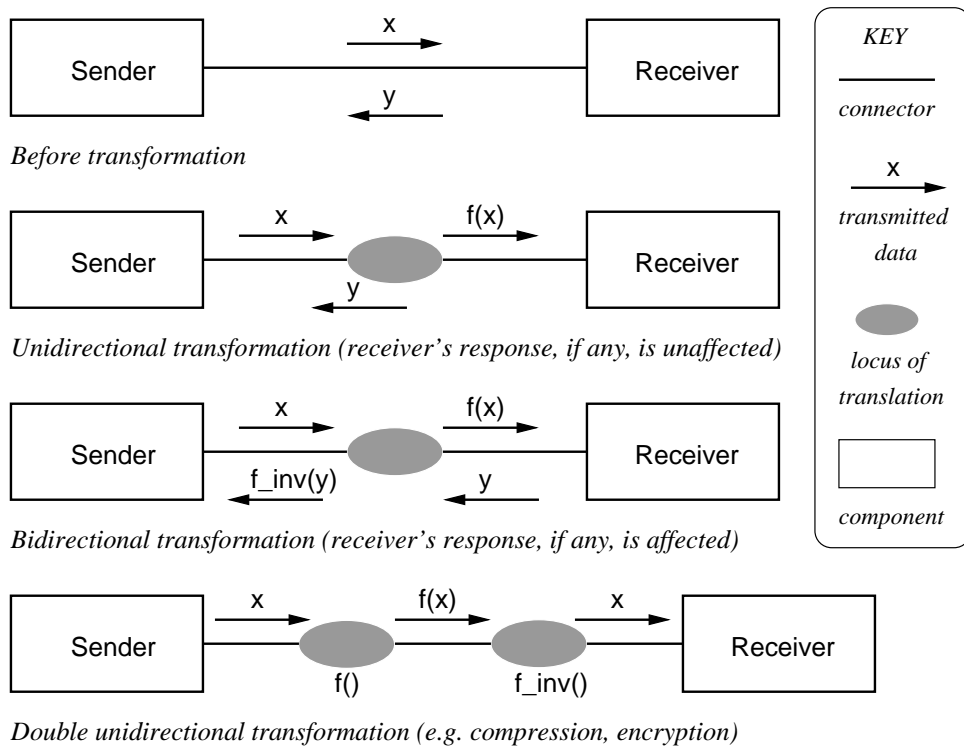 x
Sender
Receiver
y
Before transformation
x
f(x)
Sender
Receiver
y
Unidirectional transformation (receiver's response, if any, is unaffected)
x
f(x)
Sender
Receiver
f_inv(y)
y
Bidirectional transformation (receiver's response, if any, is affected)
x
f(x)
x
Sender
Receiver
f()
f_inv()
Double unidirectional transformation (e.g. compression, encryption)
KEY
connector
x
transmitted
data
locus of
translation
component